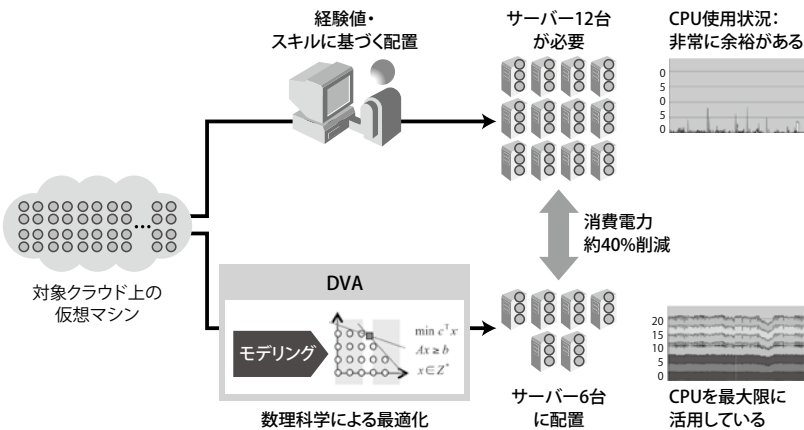 経験値・
スキルに基づく配置
サーバー12台
が必要
CPU使用状況：
非常に余裕がある
0
5
0
5
0
対象クラウド上の
仮想マシン
...
消費電力
約40%削減
DVA
モデリング
min cᵀx
Ax ≥ b
x∈Z⁺
数理科学による最適化
サーバー6台
に配置
20
15
10
5
0
CPUを最大限に
活用している